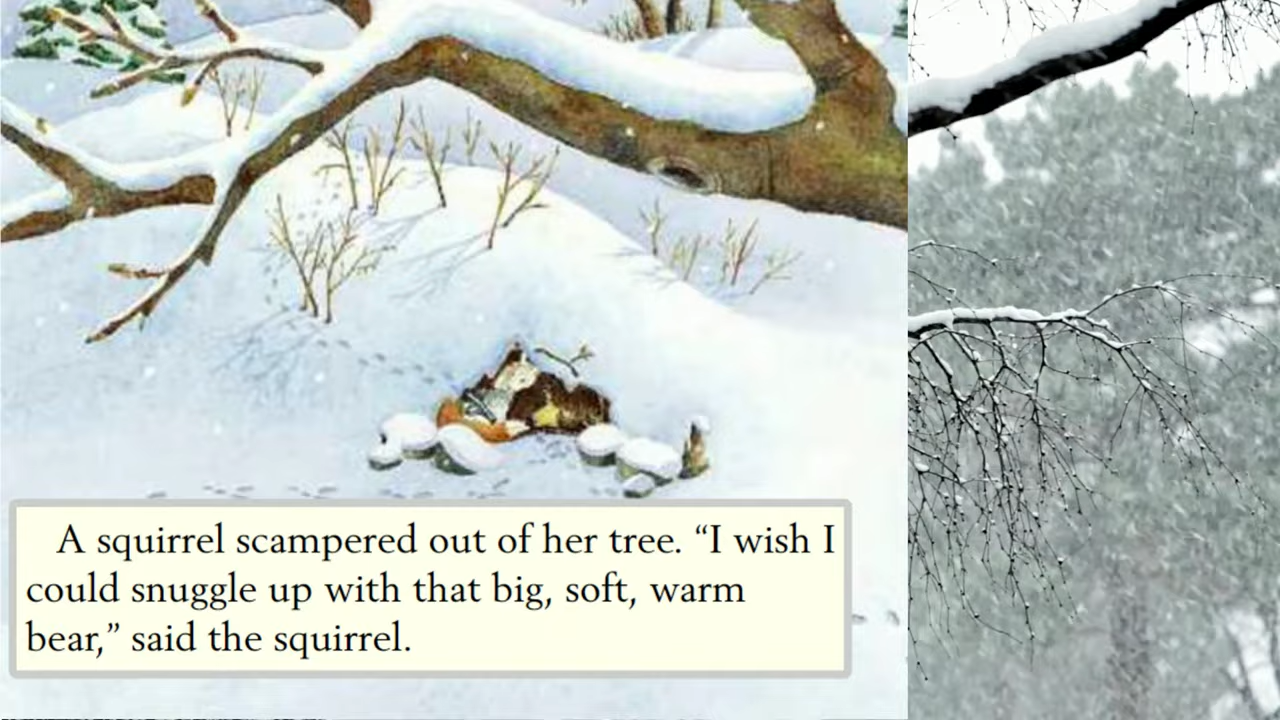 A squirrel scampered out of her tree. “I wish I
could snuggle up with that big, soft, warm
bear,” said the squirrel.